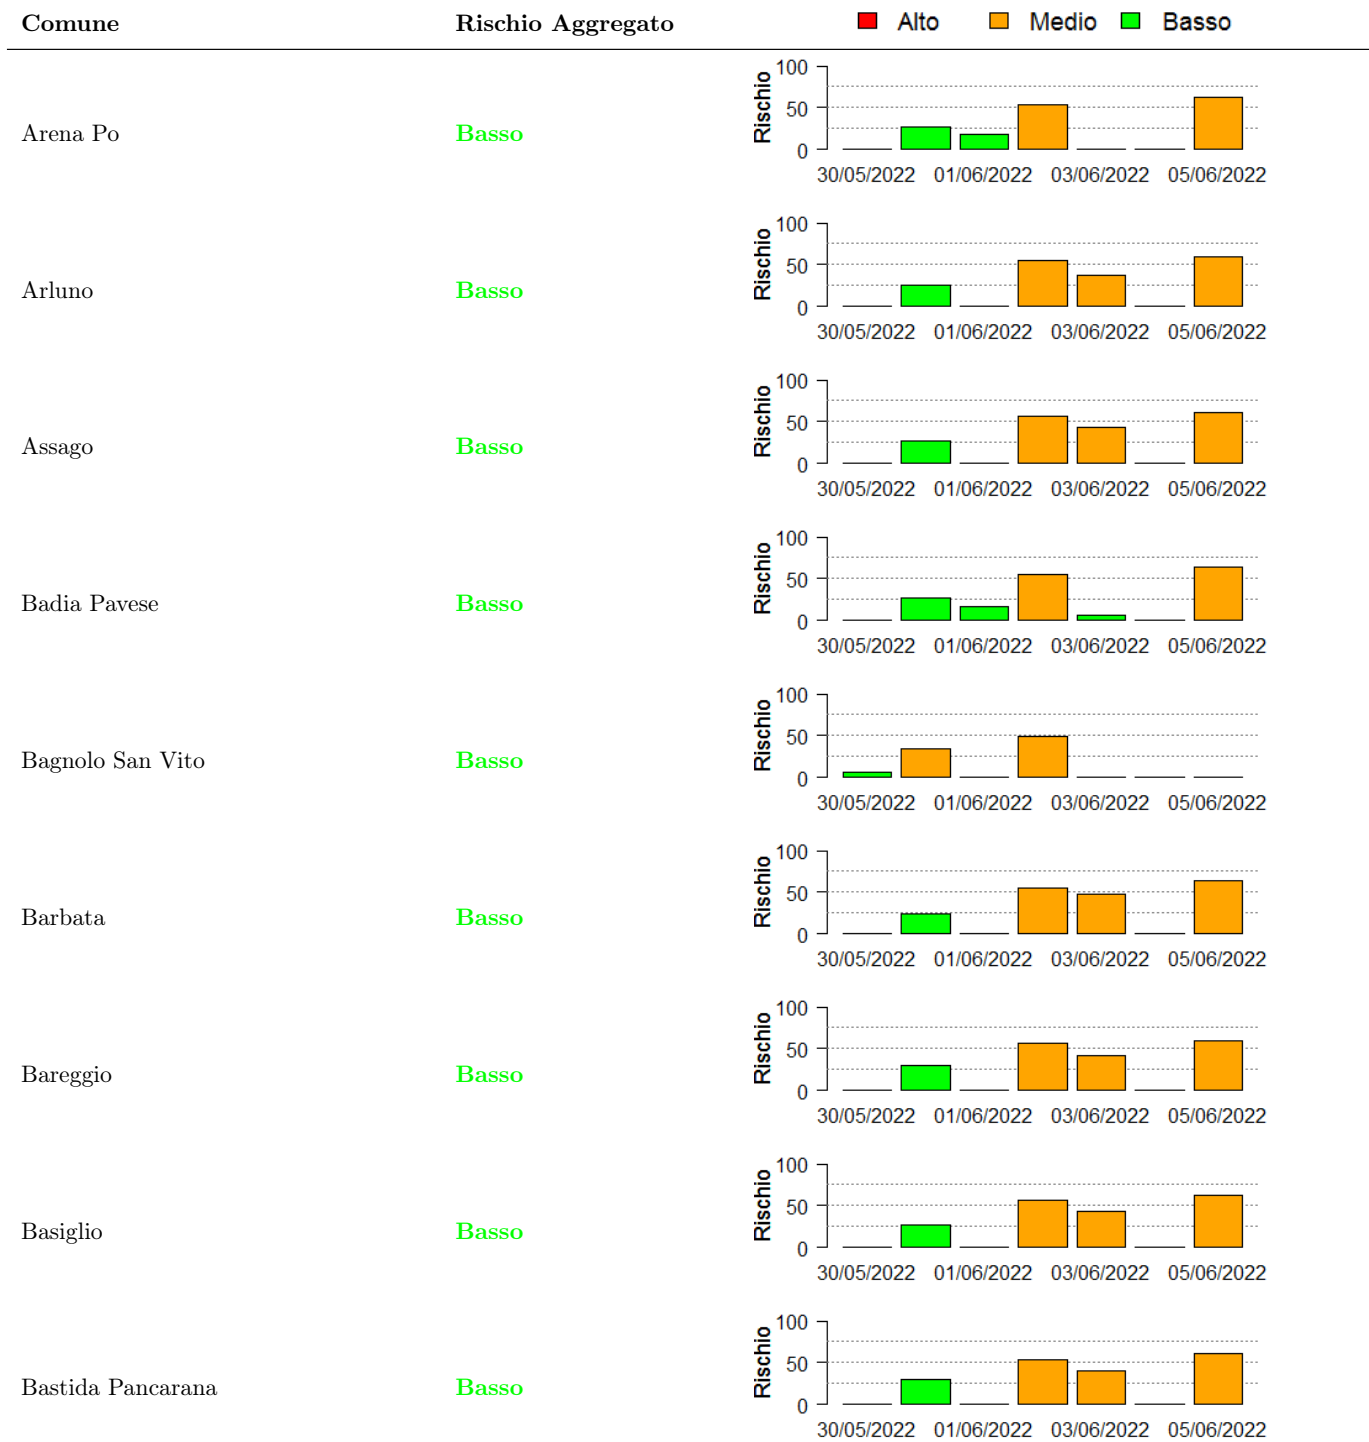 Comune Rischio Aggregato Alto Medio Basso
100
50
0
Rischio
Arena Po Basso
30/05/2022 01/06/2022 03/06/2022 05/06/2022
100
50
0
Rischio
Arluno Basso
30/05/2022 01/06/2022 03/06/2022 05/06/2022
100
50
0
Rischio
Assago Basso
30/05/2022 01/06/2022 03/06/2022 05/06/2022
100
50
0
Rischio
Badia Pavese Basso
30/05/2022 01/06/2022 03/06/2022 05/06/2022
100
50
0
Rischio
Bagnolo San Vito Basso
30/05/2022 01/06/2022 03/06/2022 05/06/2022
100
50
0
Rischio
Barbata Basso
30/05/2022 01/06/2022 03/06/2022 05/06/2022
100
50
0
Rischio
Bareggio Basso
30/05/2022 01/06/2022 03/06/2022 05/06/2022
100
50
0
Rischio
Basiglio Basso
30/05/2022 01/06/2022 03/06/2022 05/06/2022
100
50
0
Rischio
Bastida Pancarana Basso
30/05/2022 01/06/2022 03/06/2022 05/06/2022